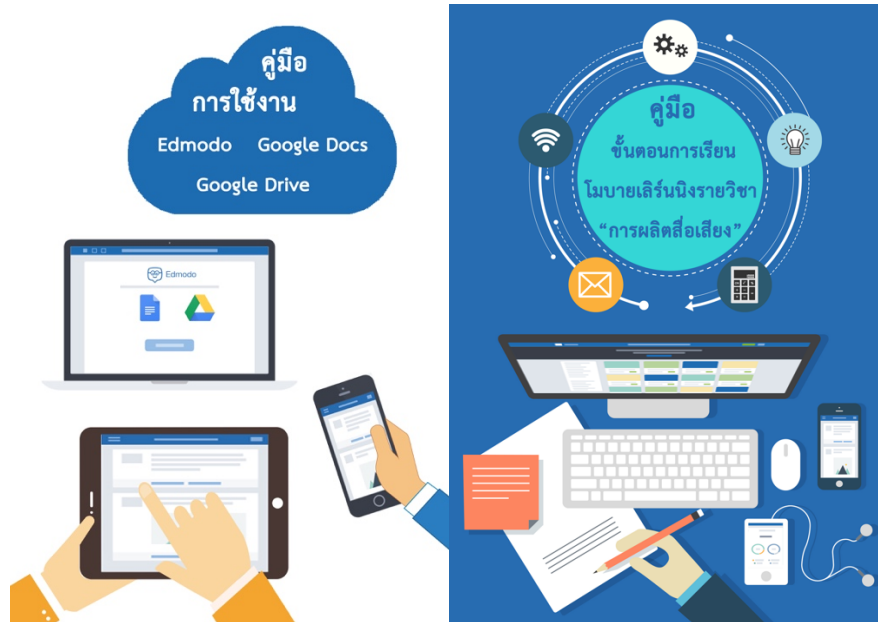 คู่มือ
การใช้งาน
Edmodo Google Docs
Google Drive
Edmodo
คู่มือ
ขั้นตอนการเรียน
โมบายเลิร์นนิงรายวิชา
“การผลิตสื่อเสียง”